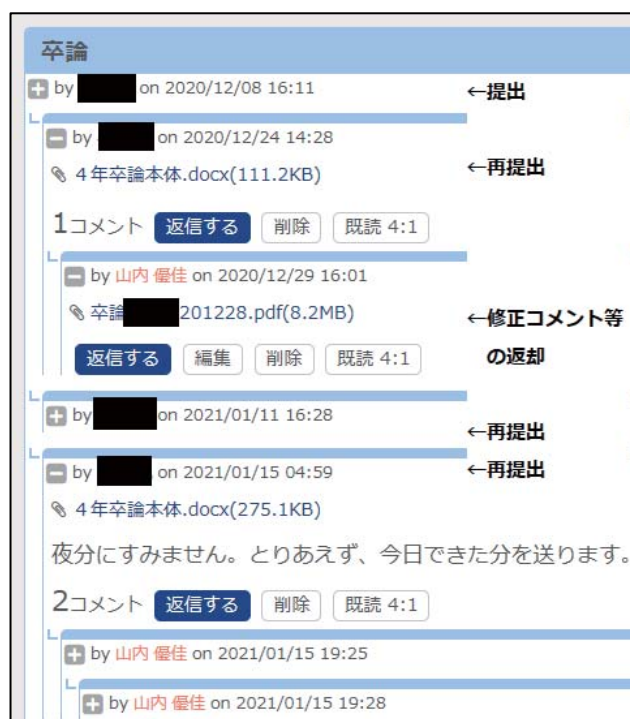 卒論
by on 2020/12/08 16:11 ←提出
by on 2020/12/24 14:28
4年卒論本体.docx(111.2KB) ←再提出
1コメント 返信する 削除 既読 4:1
by 山内 優佳 on 2020/12/29 16:01
卒論 201228.pdf(8.2MB) ←修正コメント等
返信する 編集 削除 既読 4:1 の返却
by on 2021/01/11 16:28 ←再提出
by on 2021/01/15 04:59 ←再提出
4年卒論本体.docx(275.1KB)
夜分にすみません。とりあえず、今日できた分を送ります。
2コメント 返信する 削除 既読 4:1
by 山内 優佳 on 2021/01/15 19:25
by 山内 優佳 on 2021/01/15 19:28